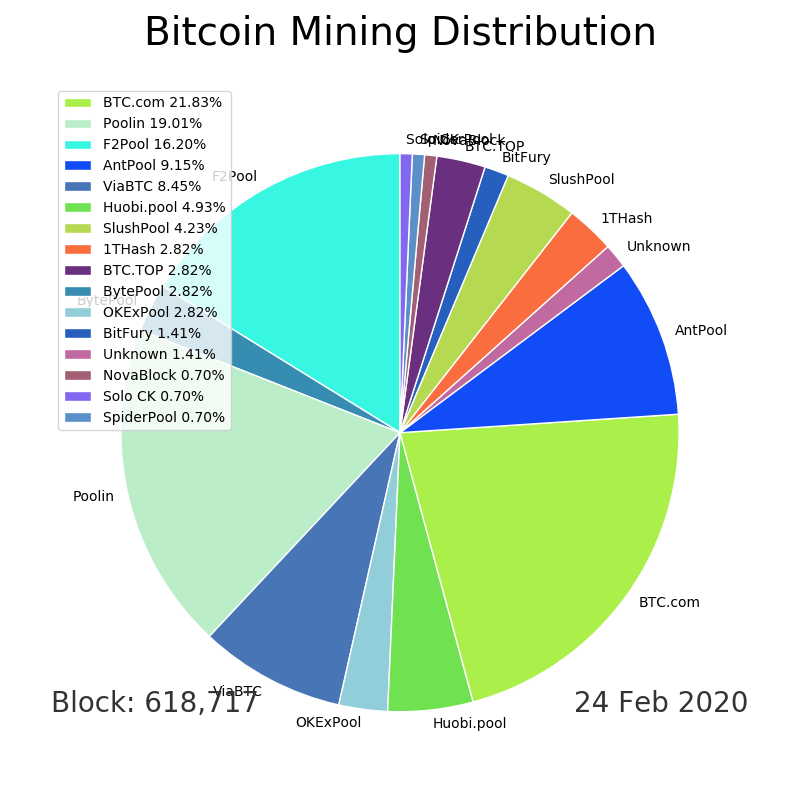 Bitcoin Mining Distribution
BTC.com 21.83%
Poolin 19.01%
F2Pool 16.20%
AntPool 9.15%
ViaBTC 8.45%
Huobi.pool 4.93%
SlushPool 4.23%
1THash 2.82%
BTC.TOP 2.82%
BytePool 2.82%
OKExPool 2.82%
BitFury 1.41%
Unknown 1.41%
NovaBlock 0.70%
Solo CK 0.70%
SpiderPool 0.70%
Solo CK
SpiderPool
NovaBlock
BTC.TOP
BitFury
SlushPool
1THash
Unknown
AntPool
BTC.com
Huobi.pool
OKExPool
ViaBTC
Poolin
BytePool
F2Pool
Block: 618,717
24 Feb 2020